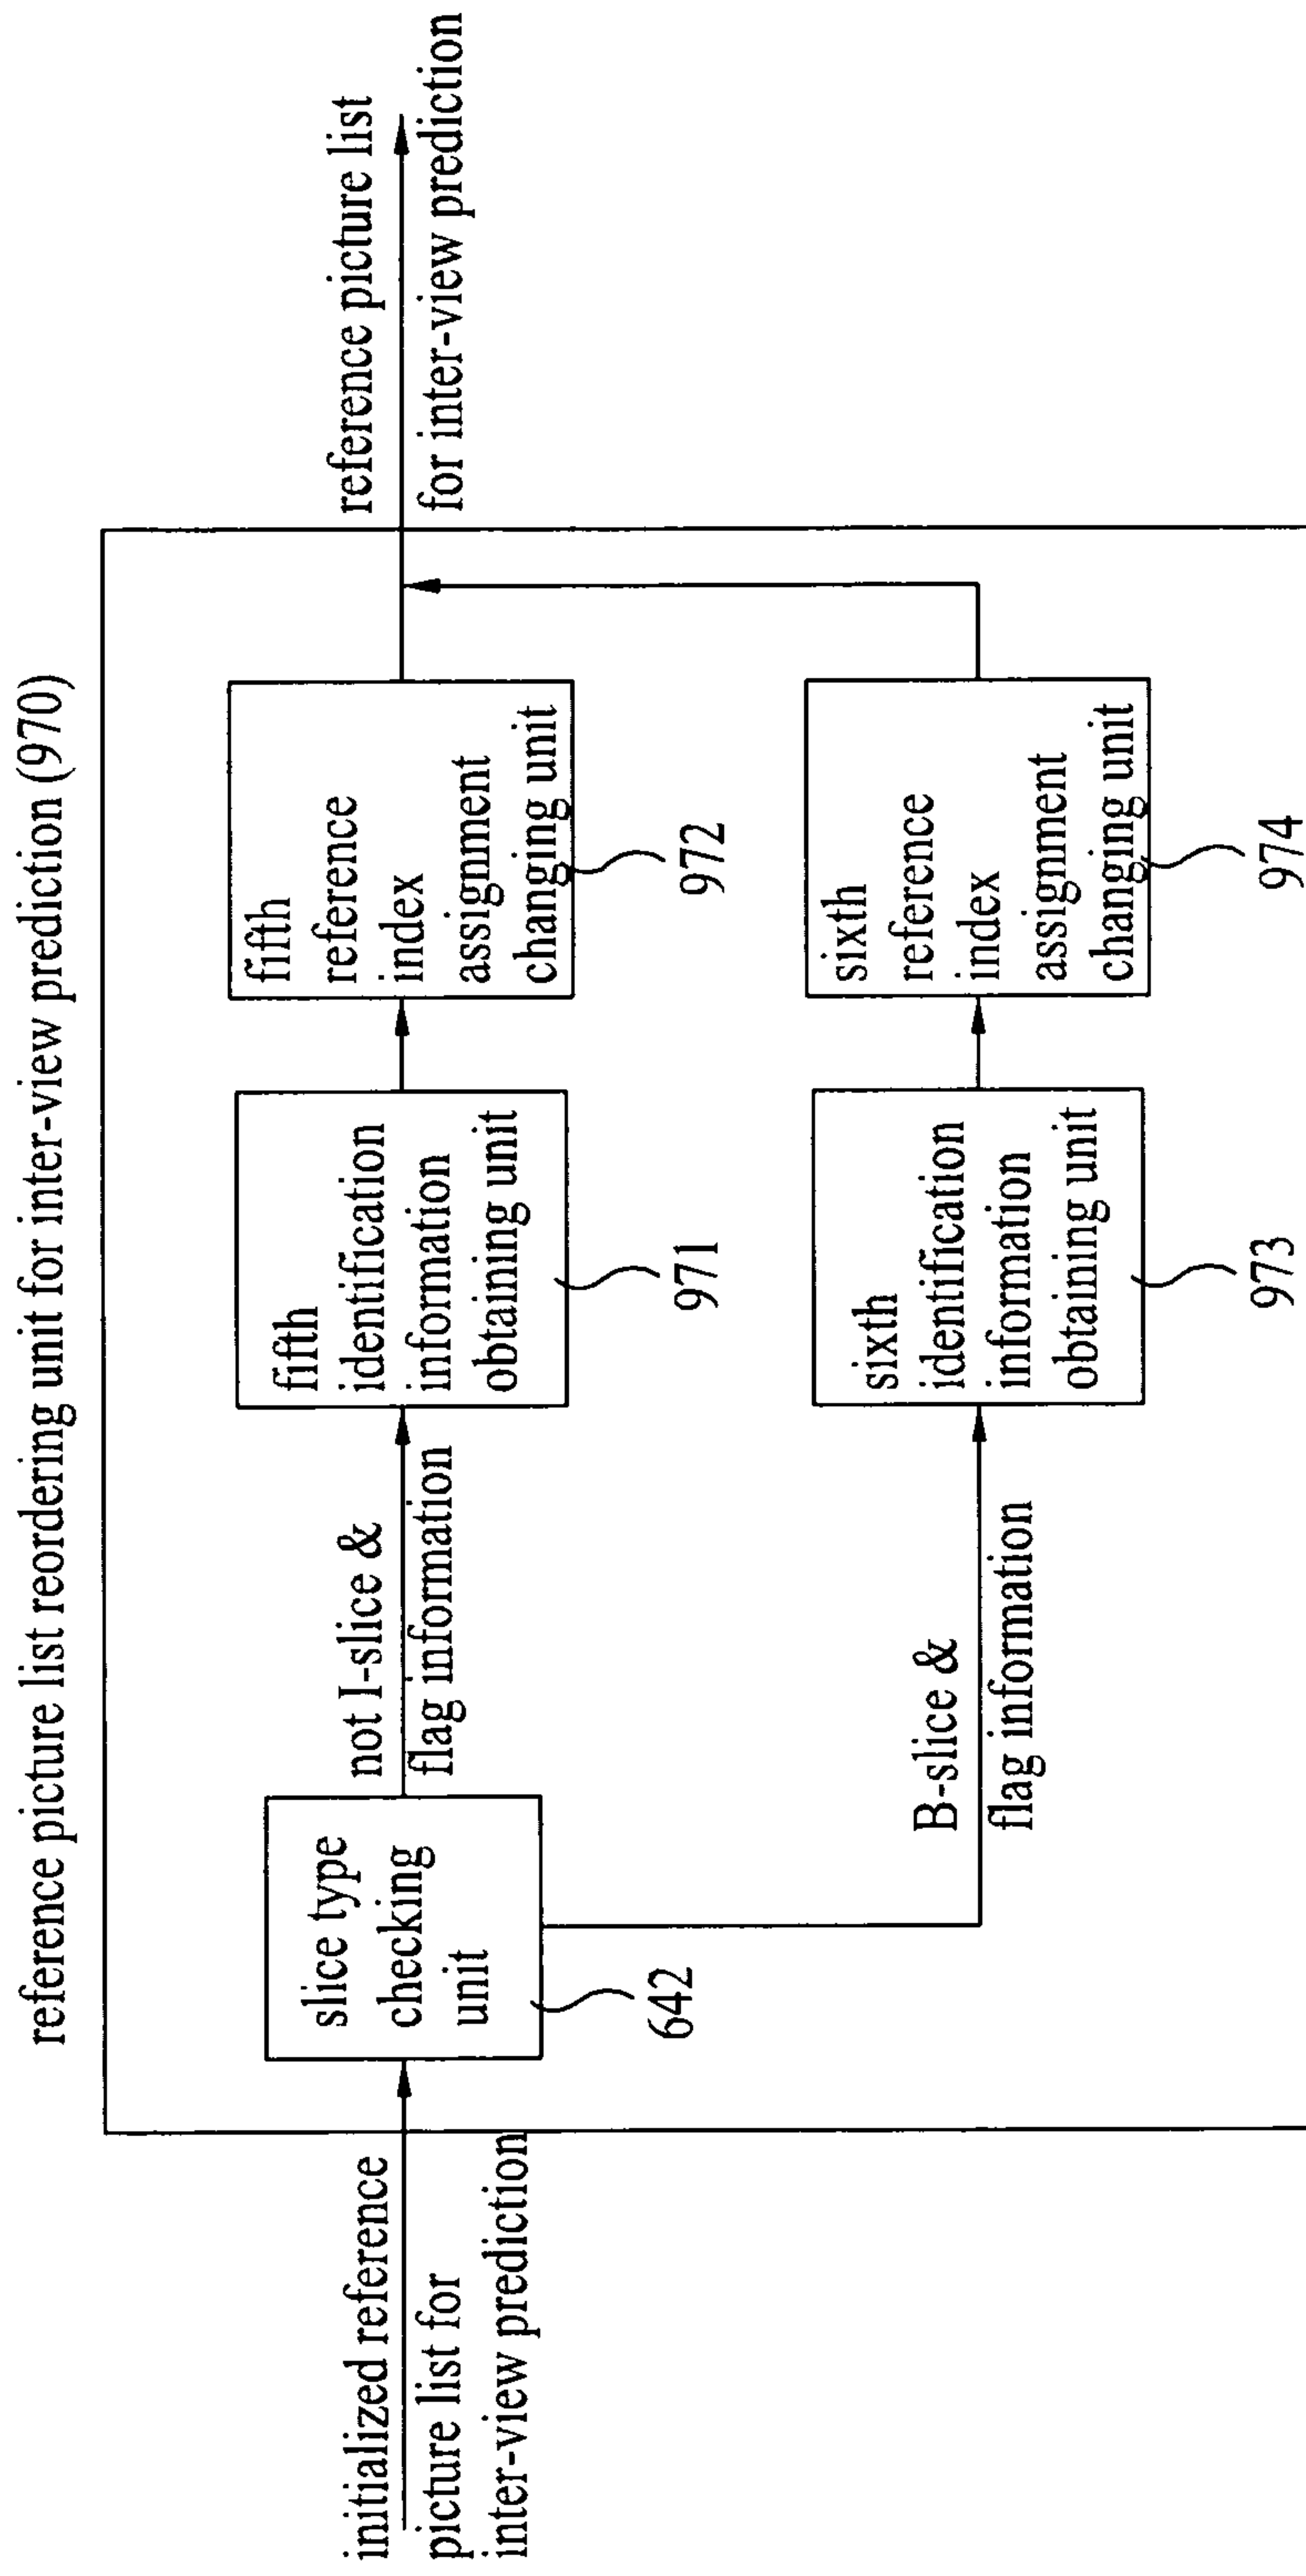 reference picture list reordering unit for inter-view prediction (970)
initialized reference
picture list for
inter-view prediction
slice type
checking
unit
642
not I-slice &
flag information
fifth
identification
information
obtaining unit
971
fifth
reference
index
assignment
changing unit
972
reference picture list
for inter-view prediction
B-slice &
flag information
sixth
identification
information
obtaining unit
973
sixth
reference
index
assignment
changing unit
974